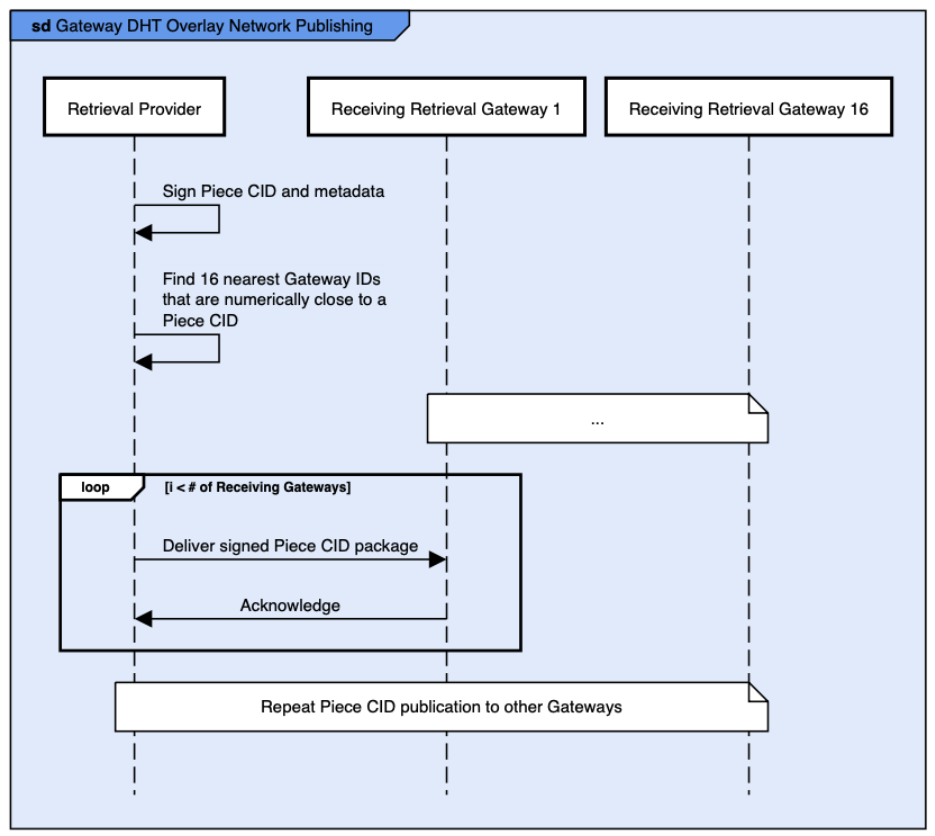 sd Gateway DHT Overlay Network Publishing
Retrieval Provider
Receiving Retrieval Gateway 1
Receiving Retrieval Gateway 16
Sign Piece CID and metadata
Find 16 nearest Gateway IDs
that are numerically close to a
Piece CID
...
loop
[i < # of Receiving Gateways]
Deliver signed Piece CID package
Acknowledge
Repeat Piece CID publication to other Gateways